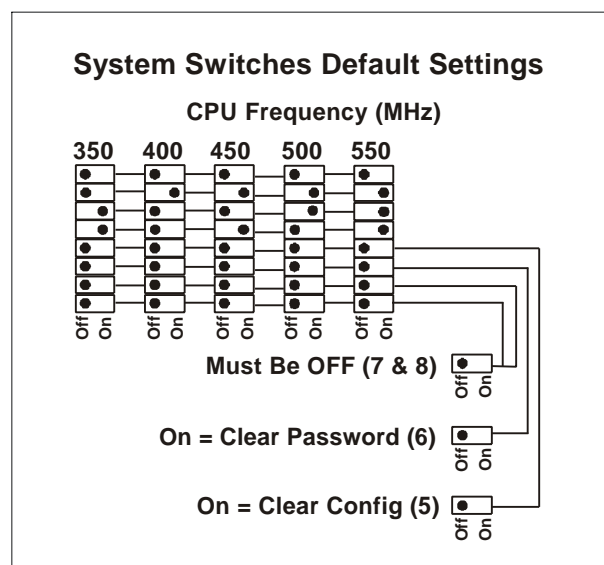 System Switches Default Settings
CPU Frequency (MHz)
350 400 450 500 550
Off On Off On Off On Off On Off On
Must Be OFF (7 & 8)
Off On
On = Clear Password (6)
Off On
On = Clear Config (5)
Off On